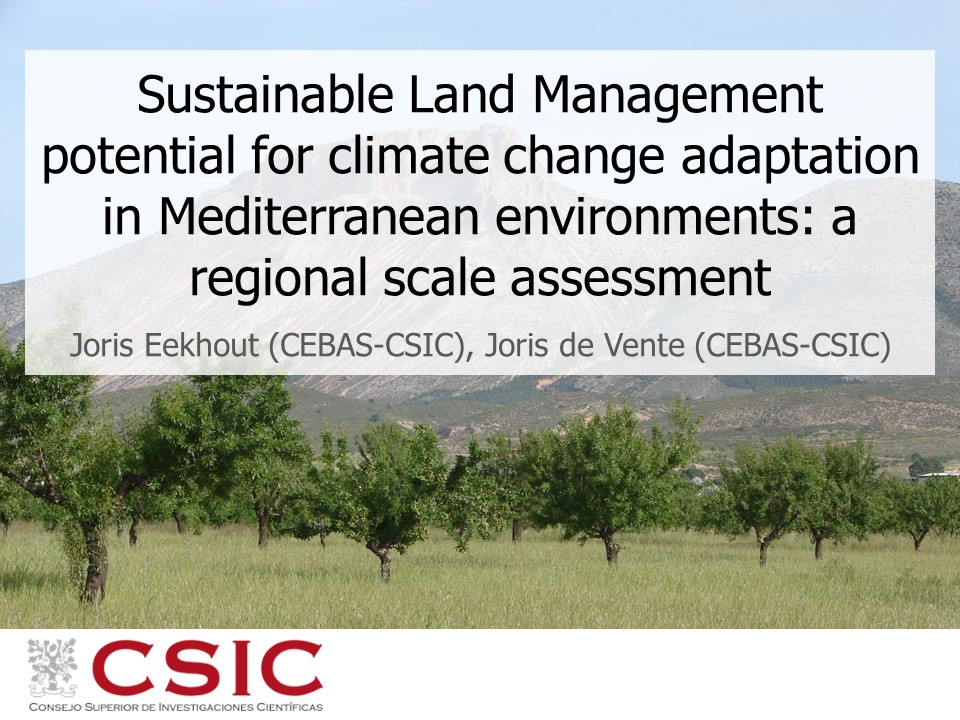 Sustainable Land Management
potential for climate change adaptation
in Mediterranean environments: a
regional scale assessment
Joris Eekhout (CEBAS-CSIC), Joris de Vente (CEBAS-CSIC)
CSIC
CONSEJO SUPERIOR DE INVESTIGACIONES CIENTÍFICAS